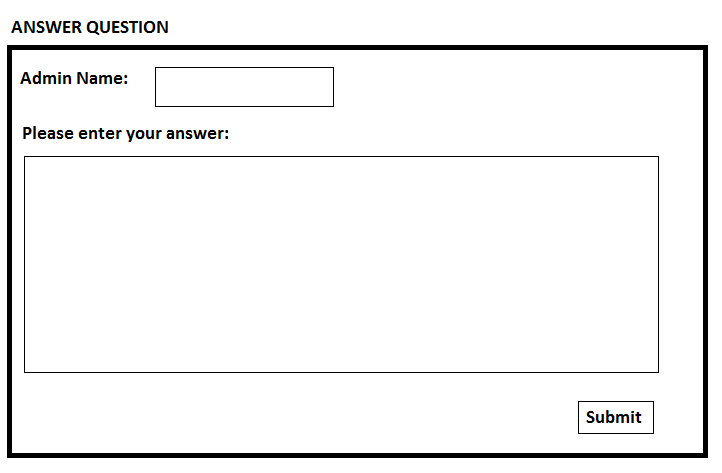 ANSWER QUESTION
Admin Name:
Please enter your answer:
Submit